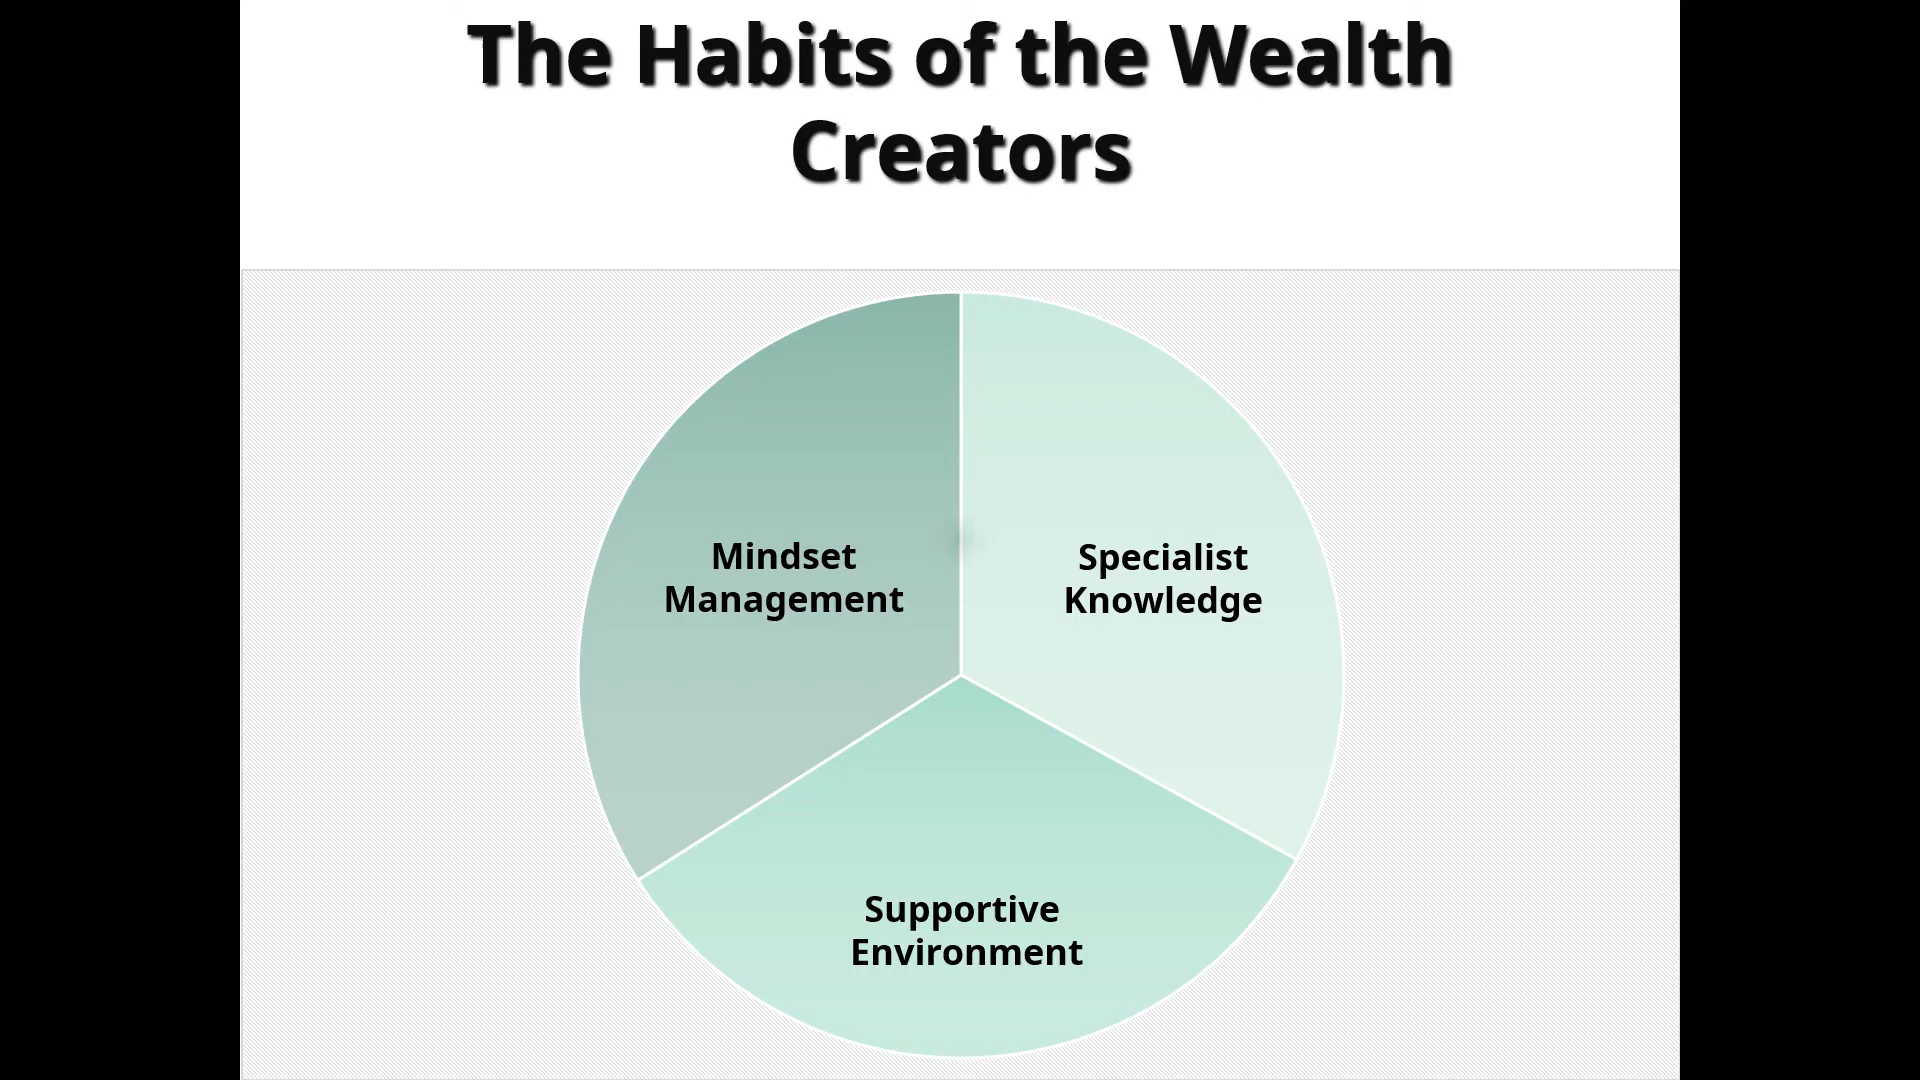 The Habits of the Wealth
Creators
Mindset
Management
Specialist
Knowledge
Supportive
Environment